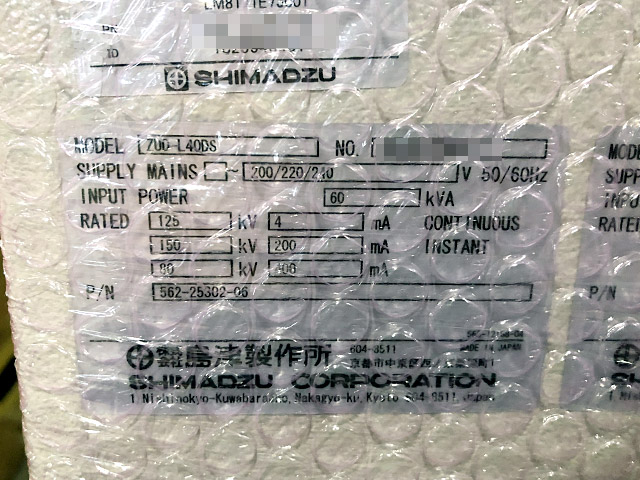 PN
ID
SHIMADZU
MODEL ZUD-L40DS NO.
SUPPLY MAINS ~ 200/220/240 V 50/60Hz
INPUT POWER 60 kVA
RATED 125 kV 4 mA CONTINUOUS
150 kV 200 mA INSTANT
80 kV 400 mA
P/N 562-25302-06
MADE IN JAPAN
島津製作所 604-8511
SHIMADZU CORPORATION
1 Nishinokyo-Kuwabaracho, Nakagyo-ku, Kyoto 604-8511, Japan
MODE
SUPP
INPU
RATE
P/N
S